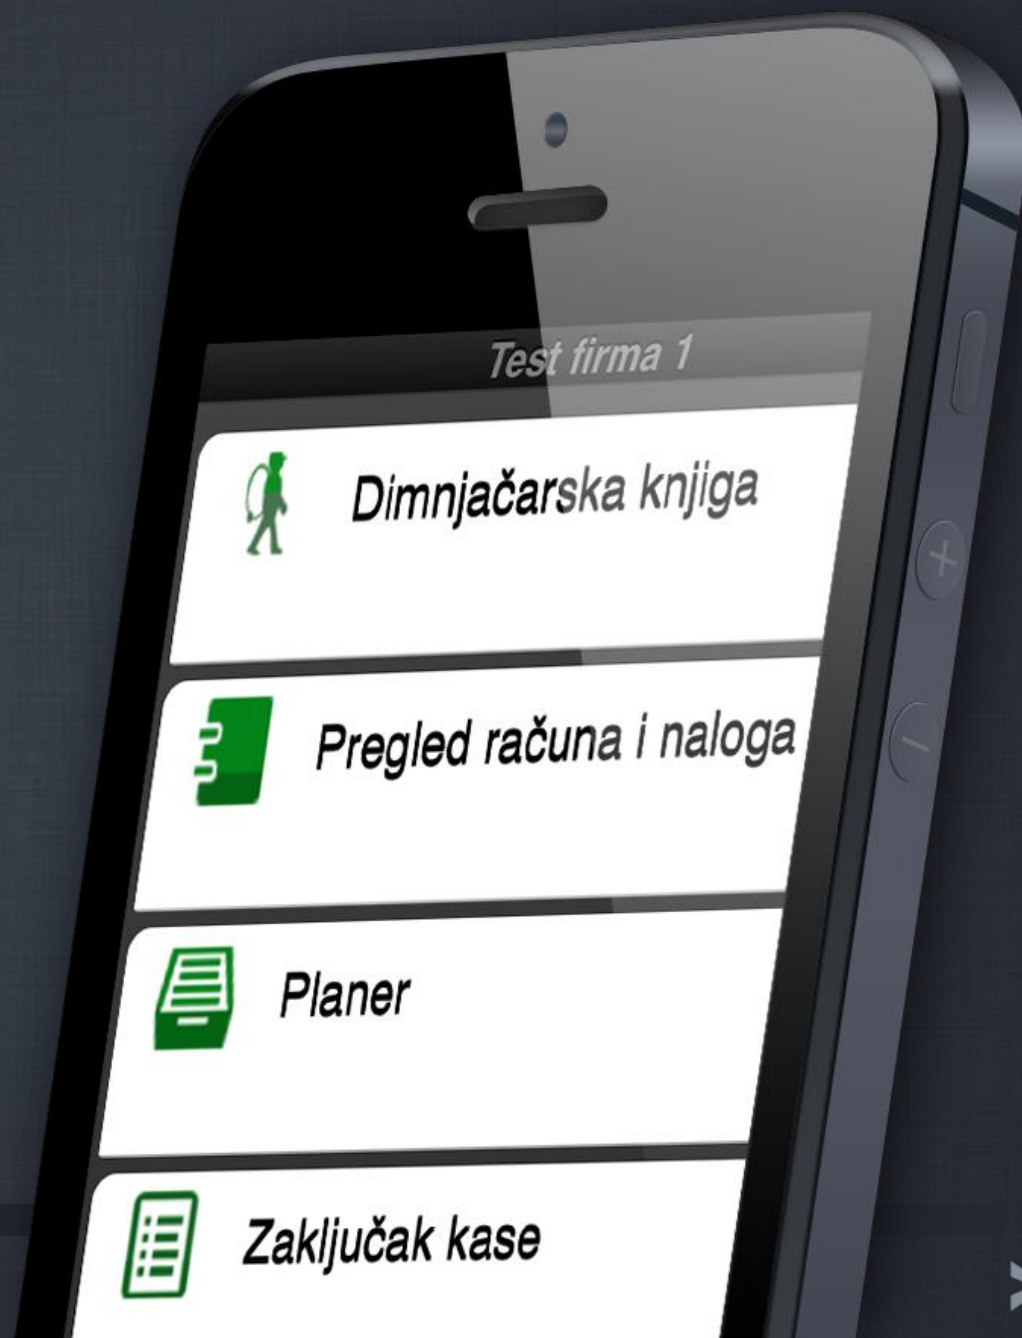 Test firma 1
Dimnjačarska knjiga
Pregled računa i naloga
Planer
Zaključak kase